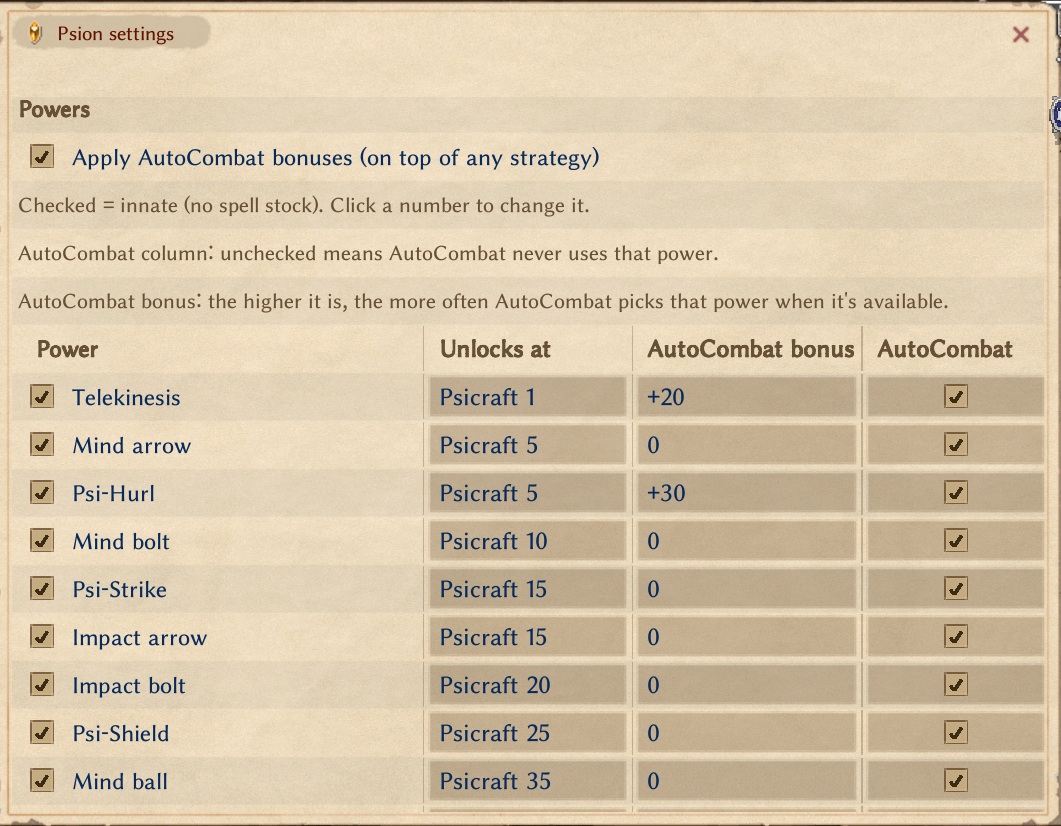 Psion settings
Powers
Apply AutoCombat bonuses (on top of any strategy)
Checked = innate (no spell stock). Click a number to change it.
AutoCombat column: unchecked means AutoCombat never uses that power.
AutoCombat bonus: the higher it is, the more often AutoCombat picks that power when it's available.
Power Unlocks at AutoCombat bonus AutoCombat
Telekinesis Psicraft 1 +20
Mind arrow Psicraft 5 0
Psi-Hurl Psicraft 5 +30
Mind bolt Psicraft 10 0
Psi-Strike Psicraft 15 0
Impact arrow Psicraft 15 0
Impact bolt Psicraft 20 0
Psi-Shield Psicraft 25 0
Mind ball Psicraft 35 0